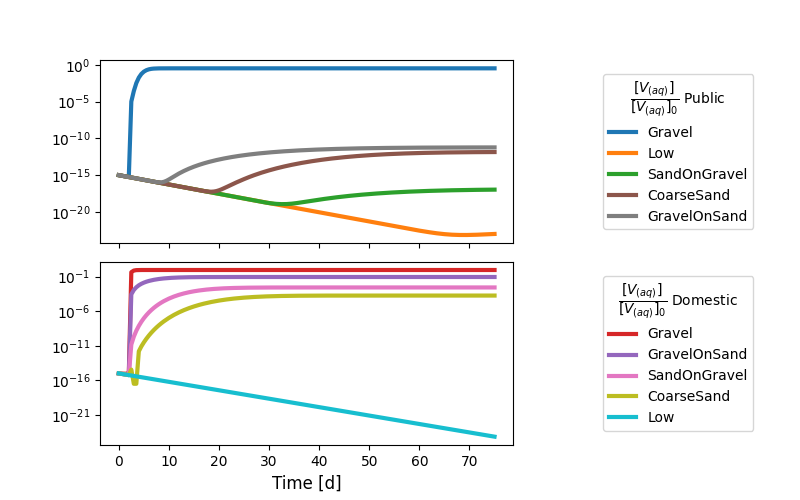 10^0
10^-5
10^-10
10^-15
10^-20
[V(aq)]/[V(aq)]0 Public
Gravel
Low
SandOnGravel
CoarseSand
GravelOnSand
10^-1
10^-6
10^-11
10^-16
10^-21
0 10 20 30 40 50 60 70
Time [d]
[V(aq)]/[V(aq)]0 Domestic
Gravel
GravelOnSand
SandOnGravel
CoarseSand
Low